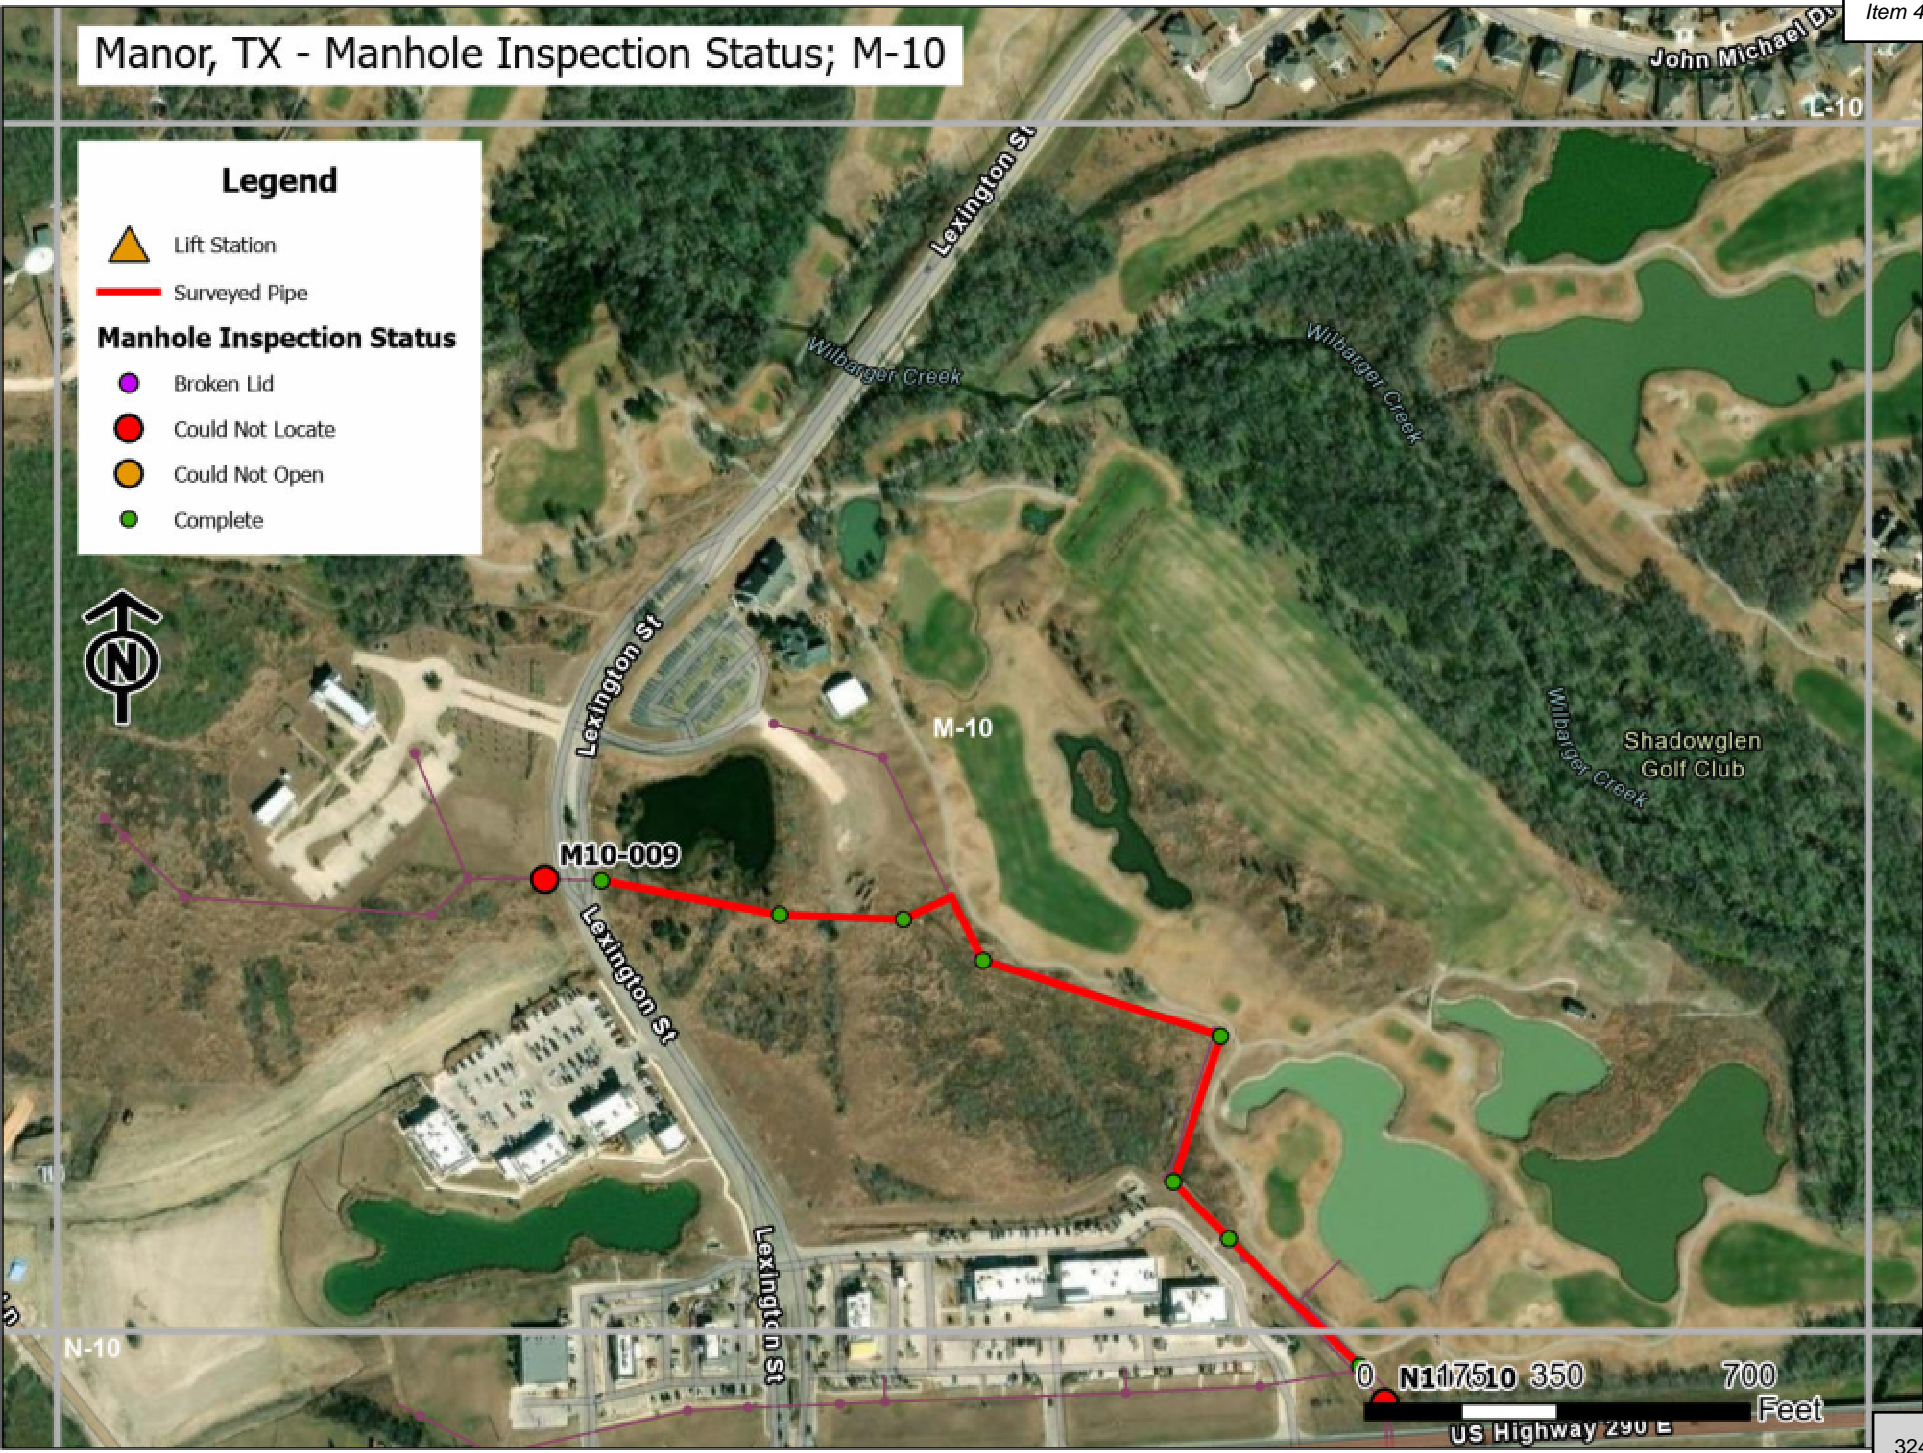 Item 4
Manor, TX - Manhole Inspection Status; M-10
John Michael Dr
L-10
Legend
Lift Station
Surveyed Pipe
Manhole Inspection Status
Broken Lid
Could Not Locate
Could Not Open
Complete
N
Lexington St
Wilbarger Creek
Wilbarger Creek
Lexington St
M-10
Wilbarger Creek
Shadowglen
Golf Club
M10-009
Lexington St
Lexington St
N-10
0 175 350 700
Feet
US Highway 290 E
324